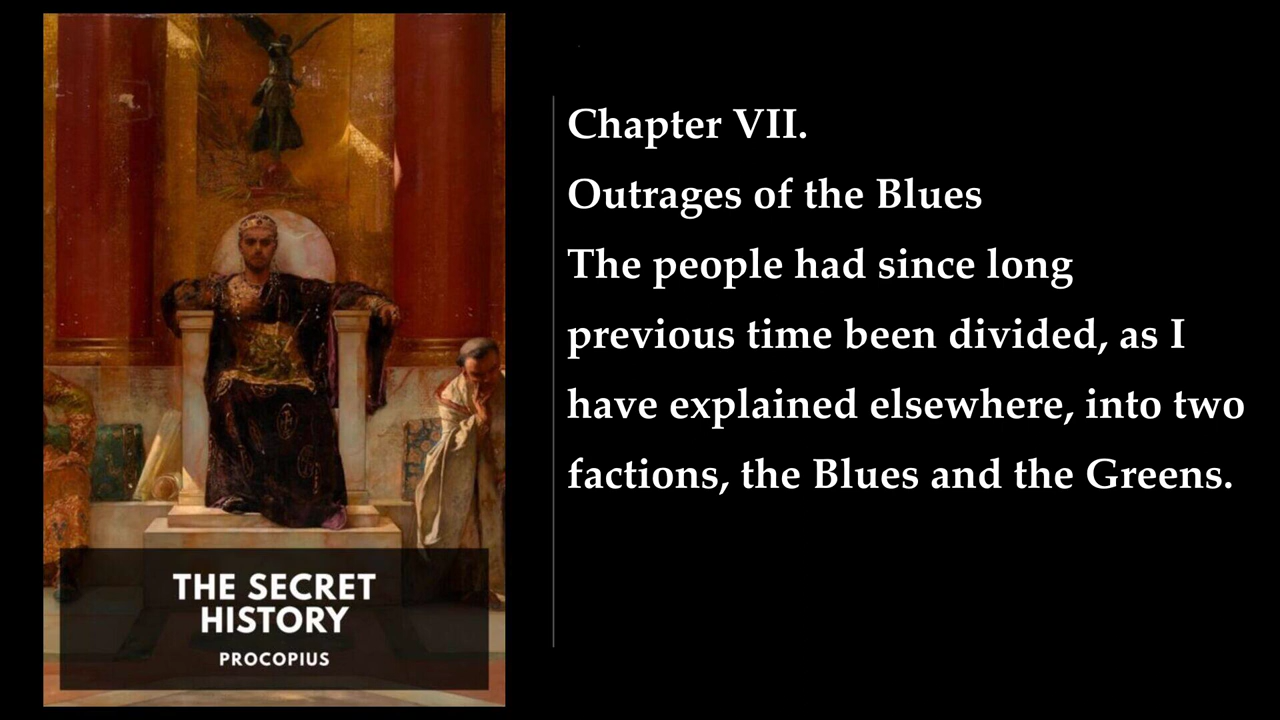 THE SECRET
HISTORY
PROCOPIUS
Chapter VII.
Outrages of the Blues
The people had since long
previous time been divided, as I
have explained elsewhere, into two
factions, the Blues and the Greens.